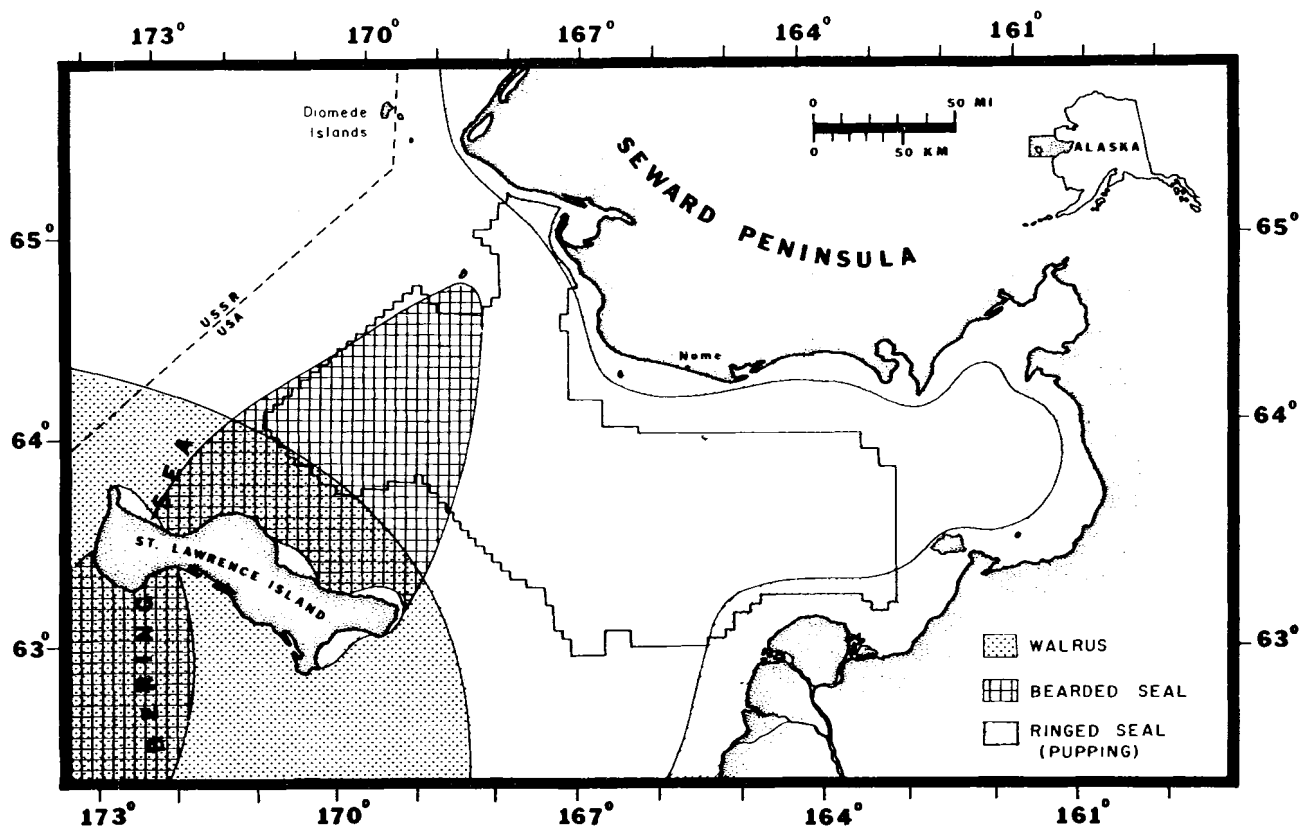 173° 170° 167° 164° 161°
Diomede
Islands
0 50 MI
0 50 KM
ALASKA
SEWARD PENINSULA
65° 65°
USSR
USA
Nome
64° 64°
BERING SEA
ST. LAWRENCE ISLAND
63° 63°
WALRUS
BEARDED SEAL
RINGED SEAL
(PUPPING)
173° 170° 167° 164° 161°